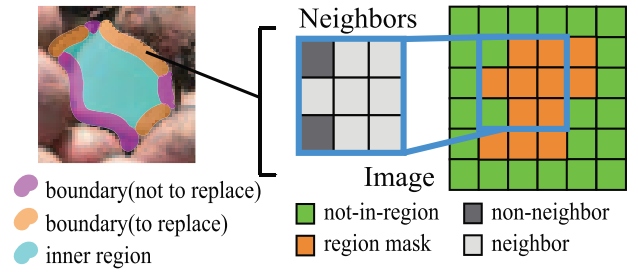 Neighbors
Image
boundary(not to replace)
boundary(to replace)
inner region
not-in-region
non-neighbor
region mask
neighbor